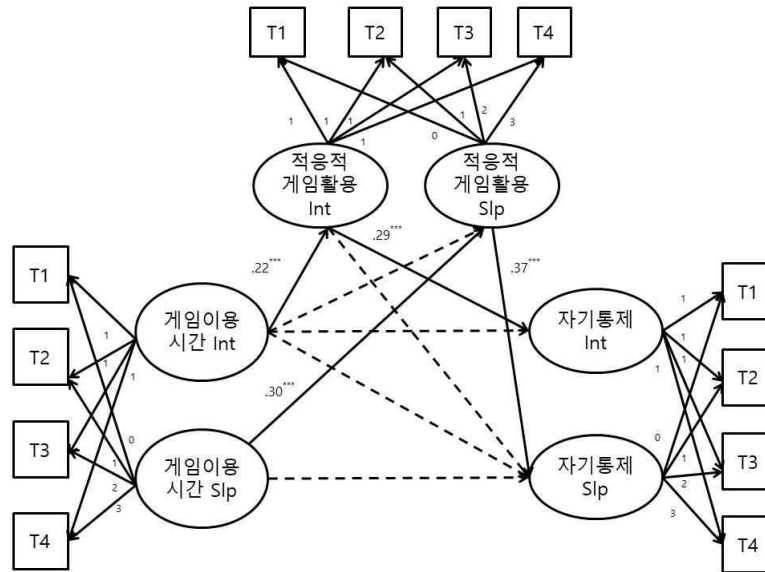 T1
T2
T3
T4
1
1
1
1
0
1
2
3
적응적
게임활용
Int
적응적
게임활용
Slp
.22***
.29***
.37***
.30***
T1
T2
T3
T4
1
1
1
0
1
2
3
게임이용
시간 Int
게임이용
시간 Slp
자기통제
Int
자기통제
Slp
1
1
1
1
0
1
2
3
T1
T2
T3
T4